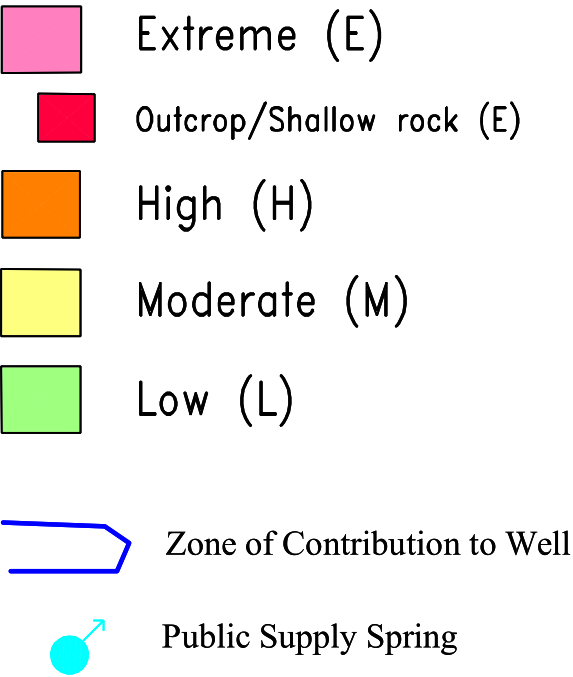 Extreme (E)
Outcrop/Shallow rock (E)
High (H)
Moderate (M)
Low (L)
Zone of Contribution to Well
Public Supply Spring